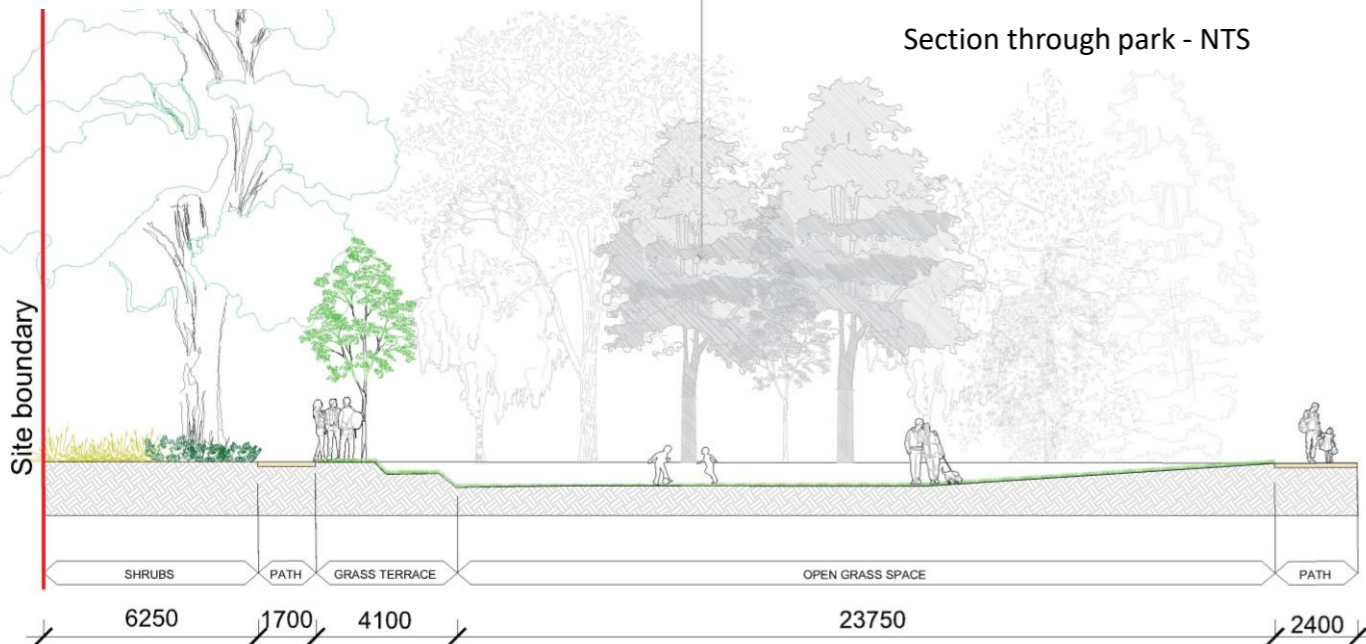 Section through park - NTS
Site boundary
SHRUBS PATH GRASS TERRACE OPEN GRASS SPACE PATH
6250 1700 4100 23750 2400